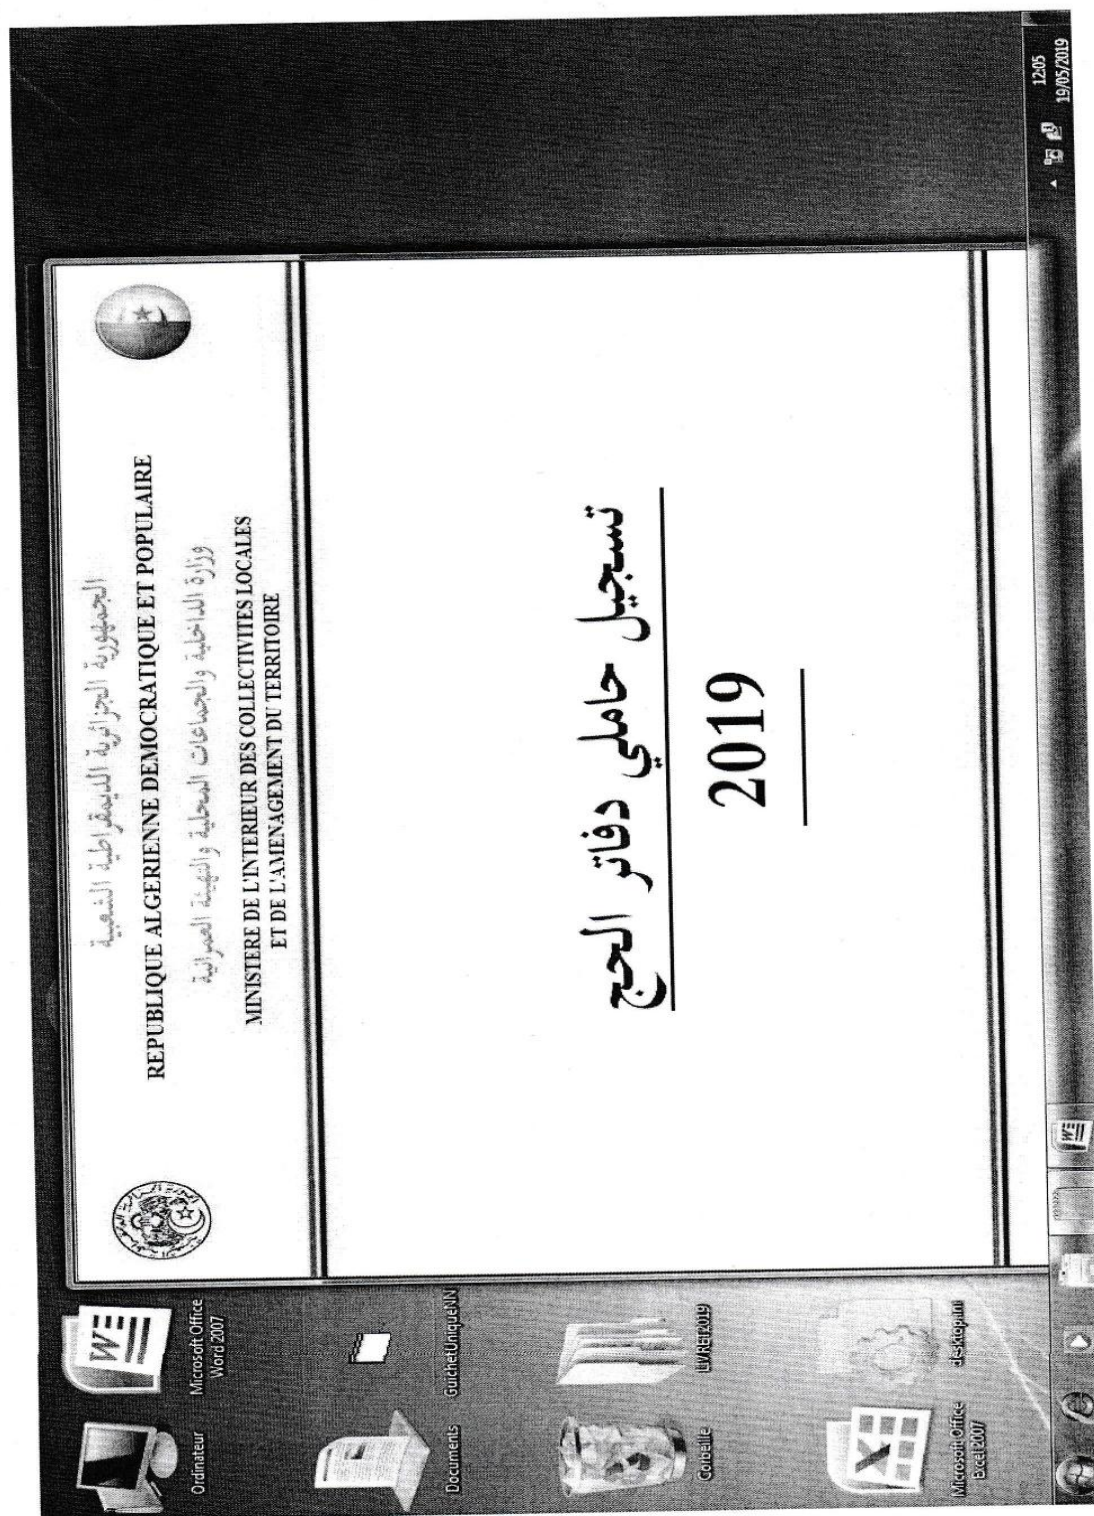 الجمهورية الجزائرية الديمقراطية الشعبية
REPUBLIQUE ALGERIENNE DEMOCRATIQUE ET POPULAIRE
وزارة الداخلية والجماعات المحلية والتهيئة العمرانية
MINISTERE DE L'INTERIEUR DES COLLECTIVITES LOCALES
ET DE L'AMENAGEMENT DU TERRITOIRE
تسجيل حاملي دفاتر الحج
2019
Ordinateur
Microsoft Office
Word 2007
Documents
GuichetUniqueNN
Corbeille
LIVRET2019
Microsoft Office
Excel 2007
desktop.ini
12:05
19/05/2019